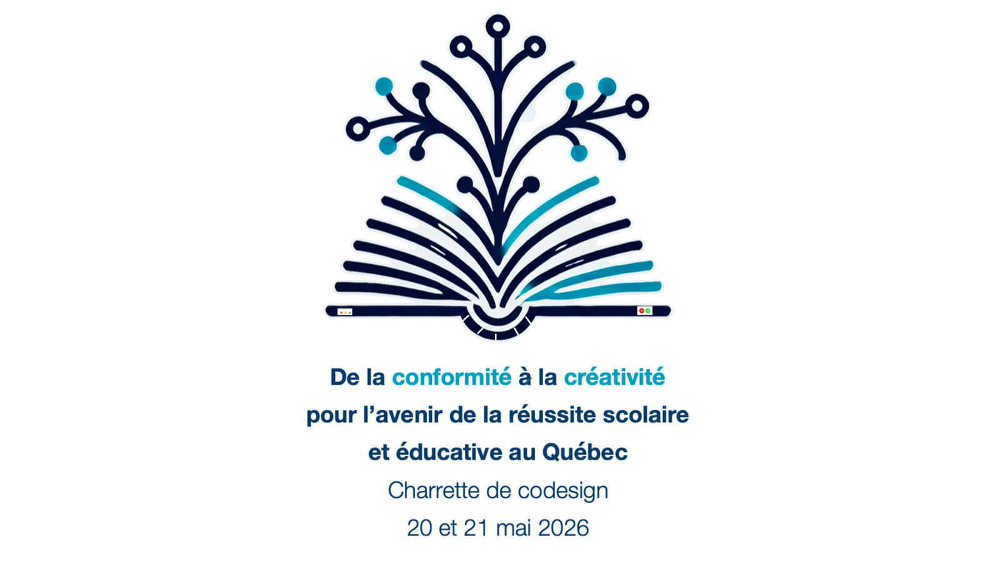 De la conformité à la créativité
pour l’avenir de la réussite scolaire
et éducative au Québec
Charrette de codesign
20 et 21 mai 2026